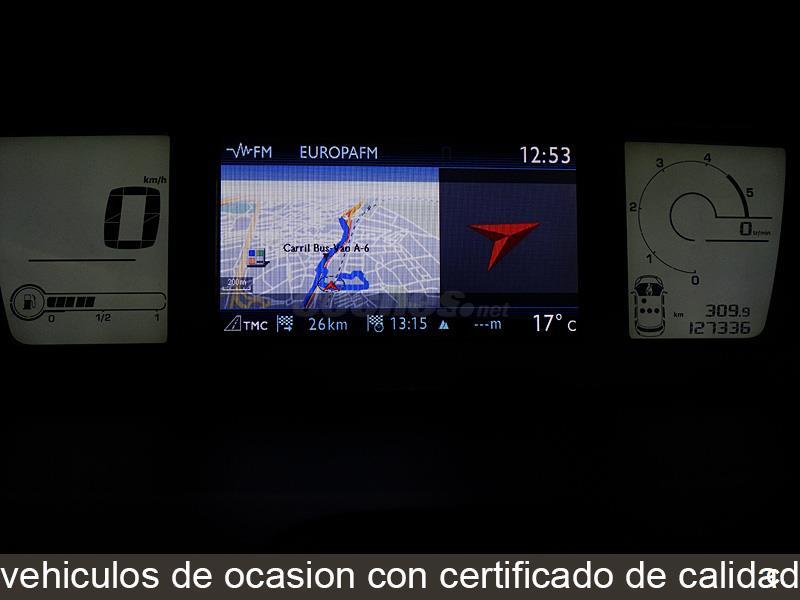 FM EUROPAFM 12:53
km/h
0
0 1/2 1
Carril Bus-Vao A-6
200m
TMC 26km 13:15 ---m 17° C
0 1 2 3 4 5
0 tr/min
km 309.9
127336
vehiculos de ocasion con certificado de calidad